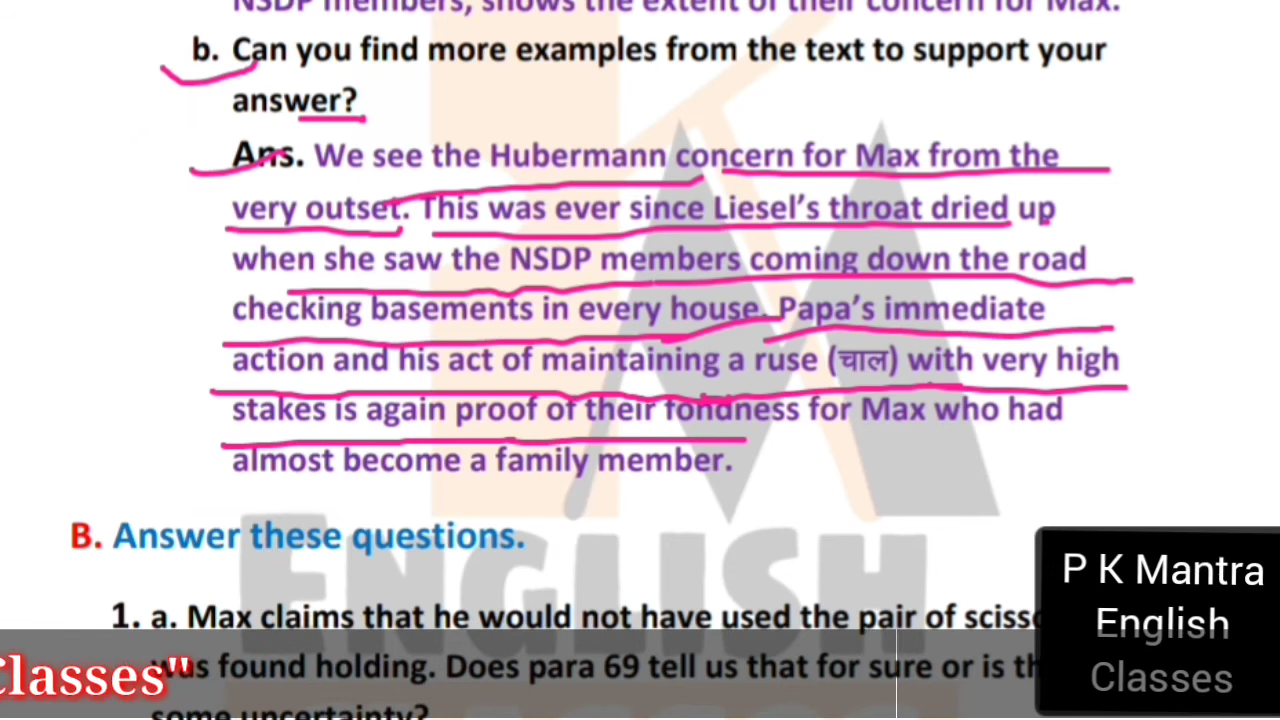 NSDP members, shows the extent of their concern for Max.
b. Can you find more examples from the text to support your
answer?
Ans. We see the Hubermann concern for Max from the
very outset. This was ever since Liesel's throat dried up
when she saw the NSDP members coming down the road
checking basements in every house. Papa's immediate
action and his act of maintaining a ruse (चाल) with very high
stakes is again proof of their fondness for Max who had
almost become a family member.
B. Answer these questions.
1. a. Max claims that he would not have used the pair of
was found holding. Does para 69 tell us that for sure or is
some uncertainty?
Classes"
P K Mantra
English
Classes
ENGLISH